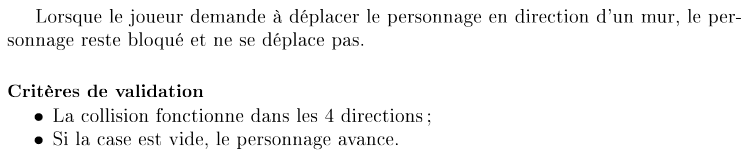 Lorsque le joueur demande à déplacer le personnage en direction d'un mur, le per-
sonnage reste bloqué et ne se déplace pas.
Critères de validation
• La collision fonctionne dans les 4 directions ;
• Si la case est vide, le personnage avance.